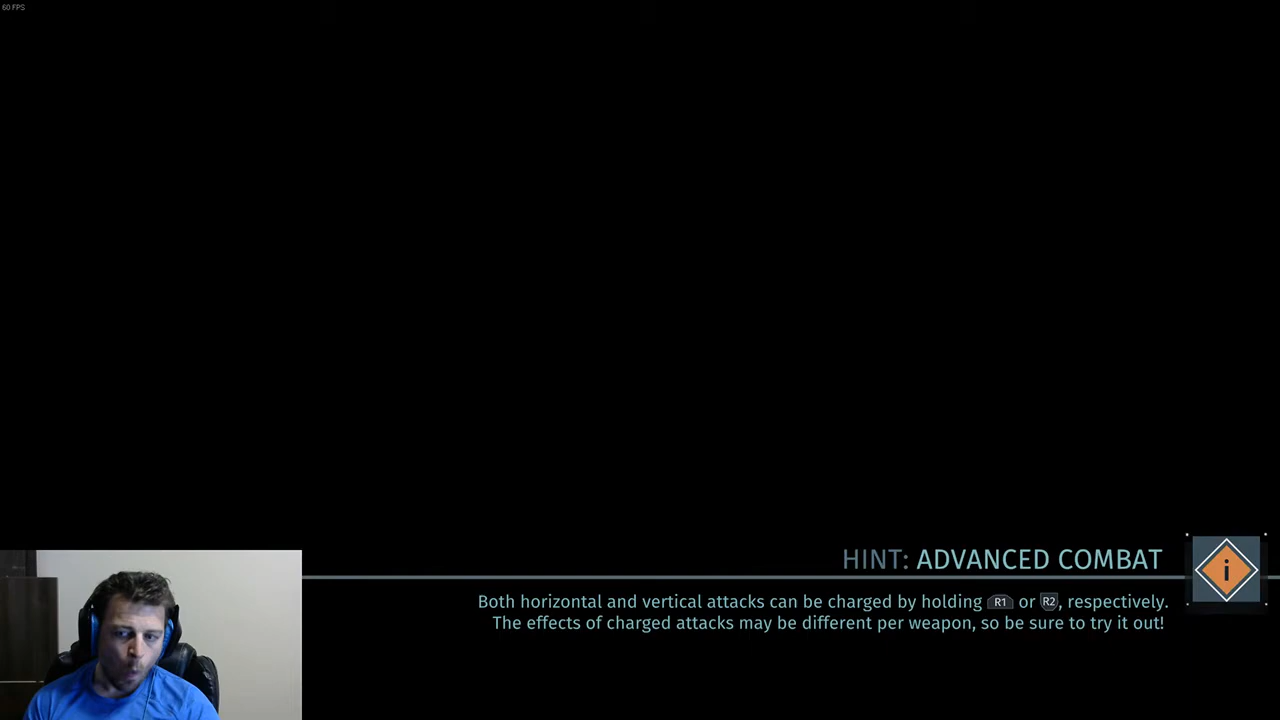 60 FPS
HINT: ADVANCED COMBAT
i
Both horizontal and vertical attacks can be charged by holding R1 or R2, respectively.
The effects of charged attacks may be different per weapon, so be sure to try it out!